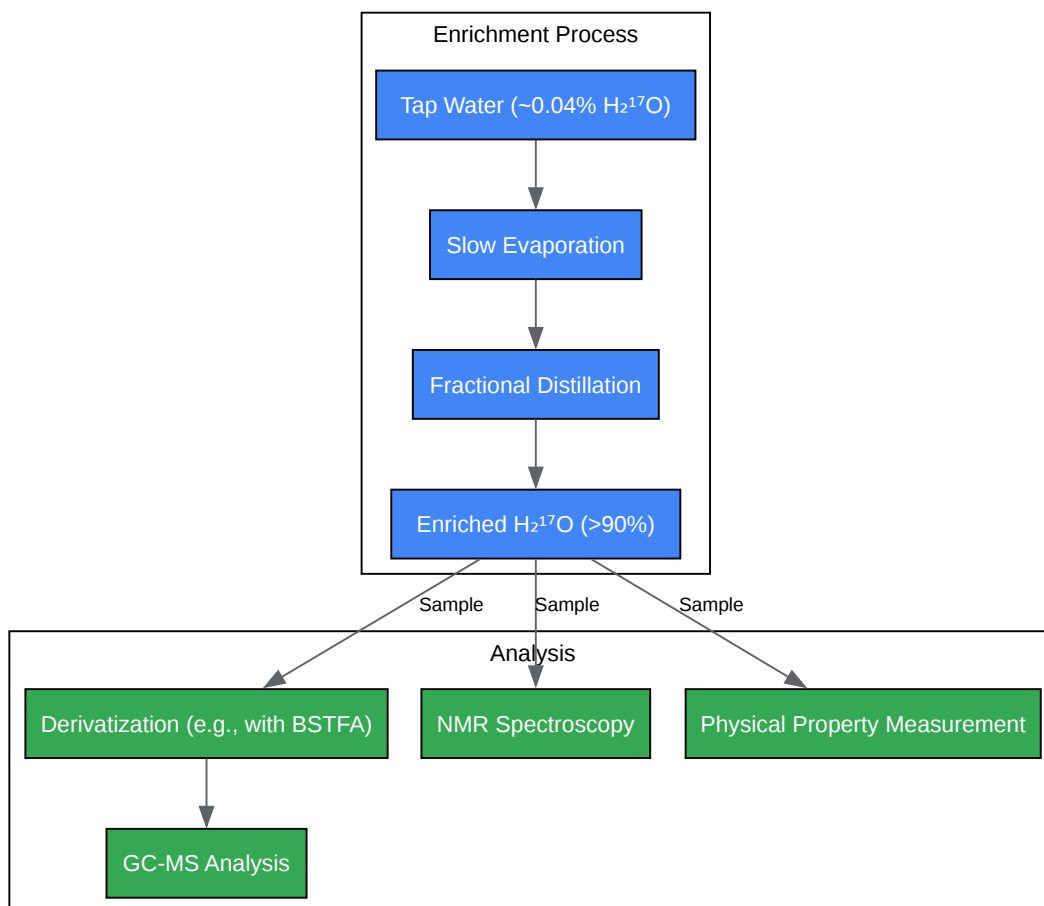 Enrichment Process
Tap Water (~0.04% H₂¹⁷O)
Slow Evaporation
Fractional Distillation
Enriched H₂¹⁷O (>90%)
Sample
Sample
Sample
Analysis
Derivatization (e.g., with BSTFA)
NMR Spectroscopy
Physical Property Measurement
GC-MS Analysis